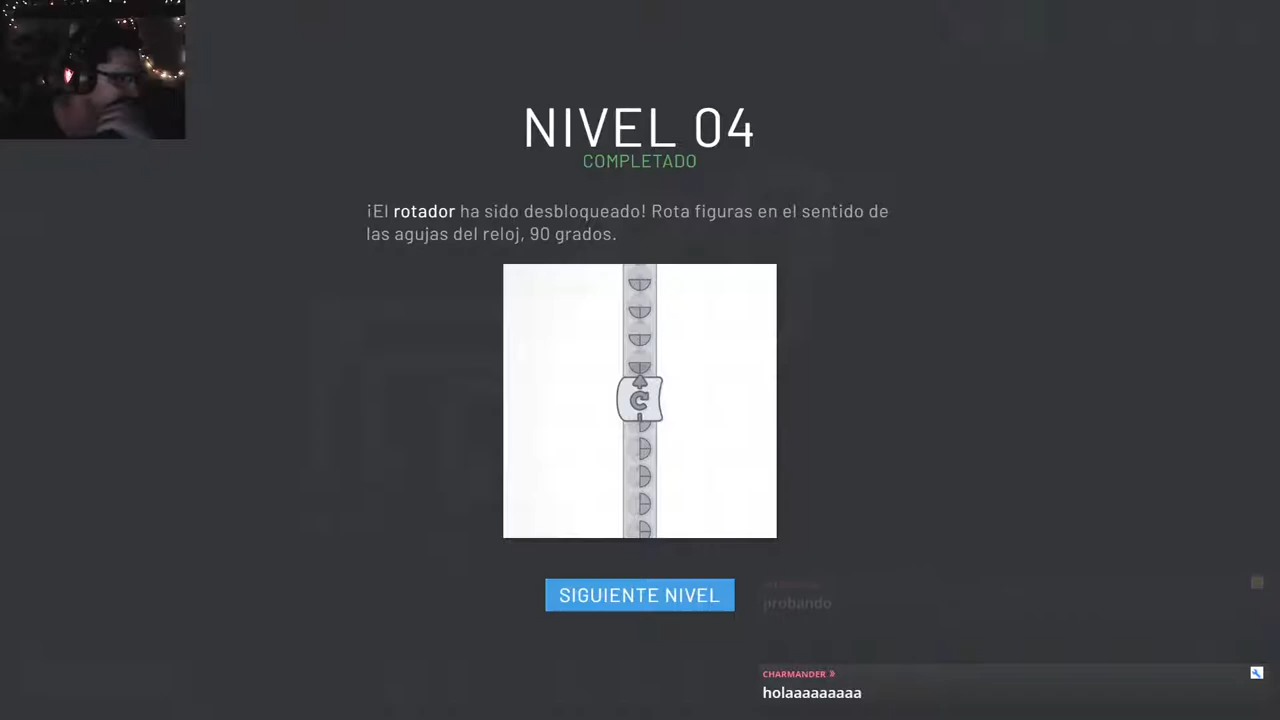 NIVEL 04
COMPLETADO
¡El rotador ha sido desbloqueado! Rota figuras en el sentido de
las agujas del reloj, 90 grados.
SIGUIENTE NIVEL
probando
CHARMANDER »
holaaaaaaaaa